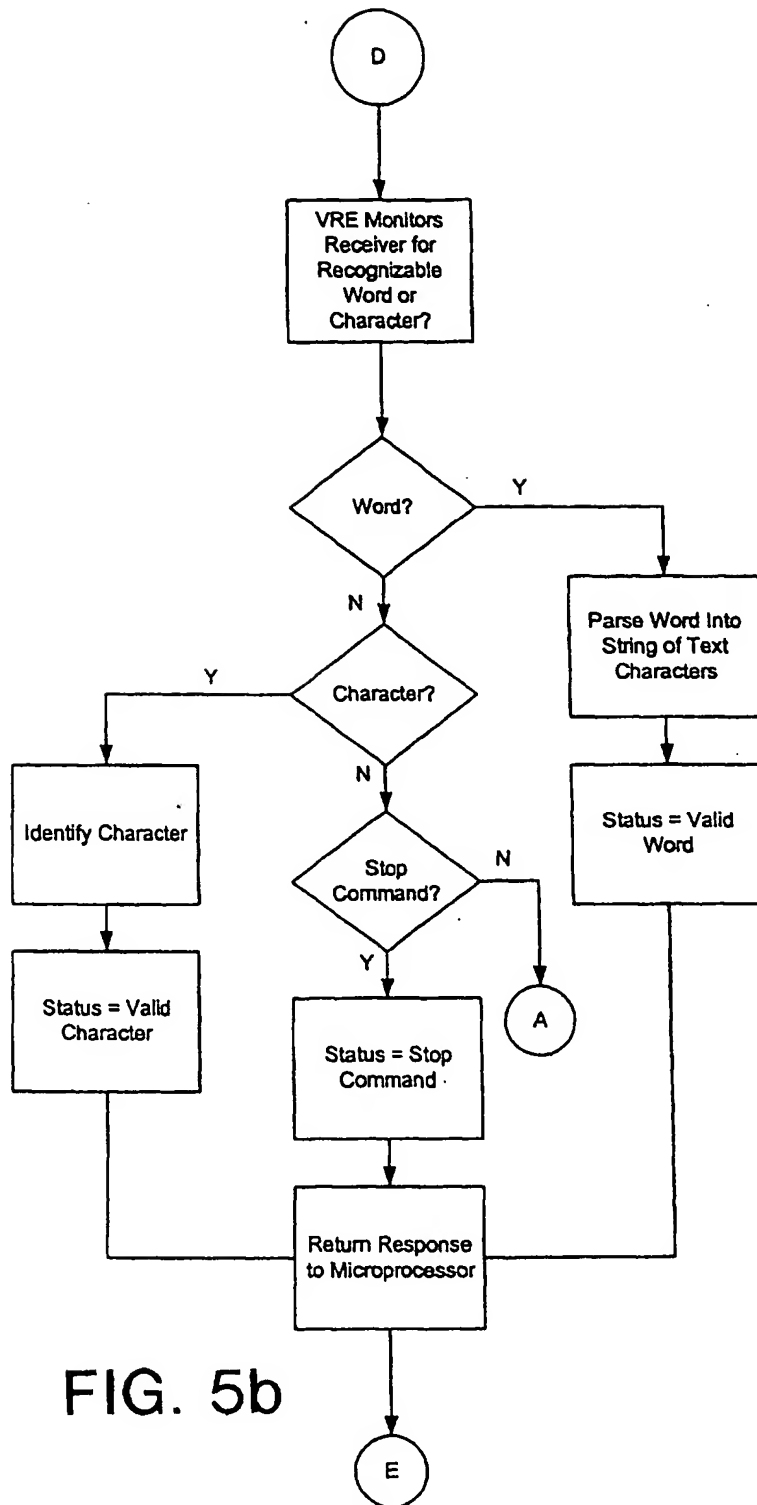 D
VRE Monitors
Receiver for
Recognizable
Word or
Character?
Word?
Y
N
Parse Word Into
String of Text
Characters
Character?
Y
N
Identify Character
Stop
Command?
N
Y
Status = Valid
Word
Status = Valid
Character
A
Status = Stop
Command
Return Response
to Microprocessor
FIG. 5b
E